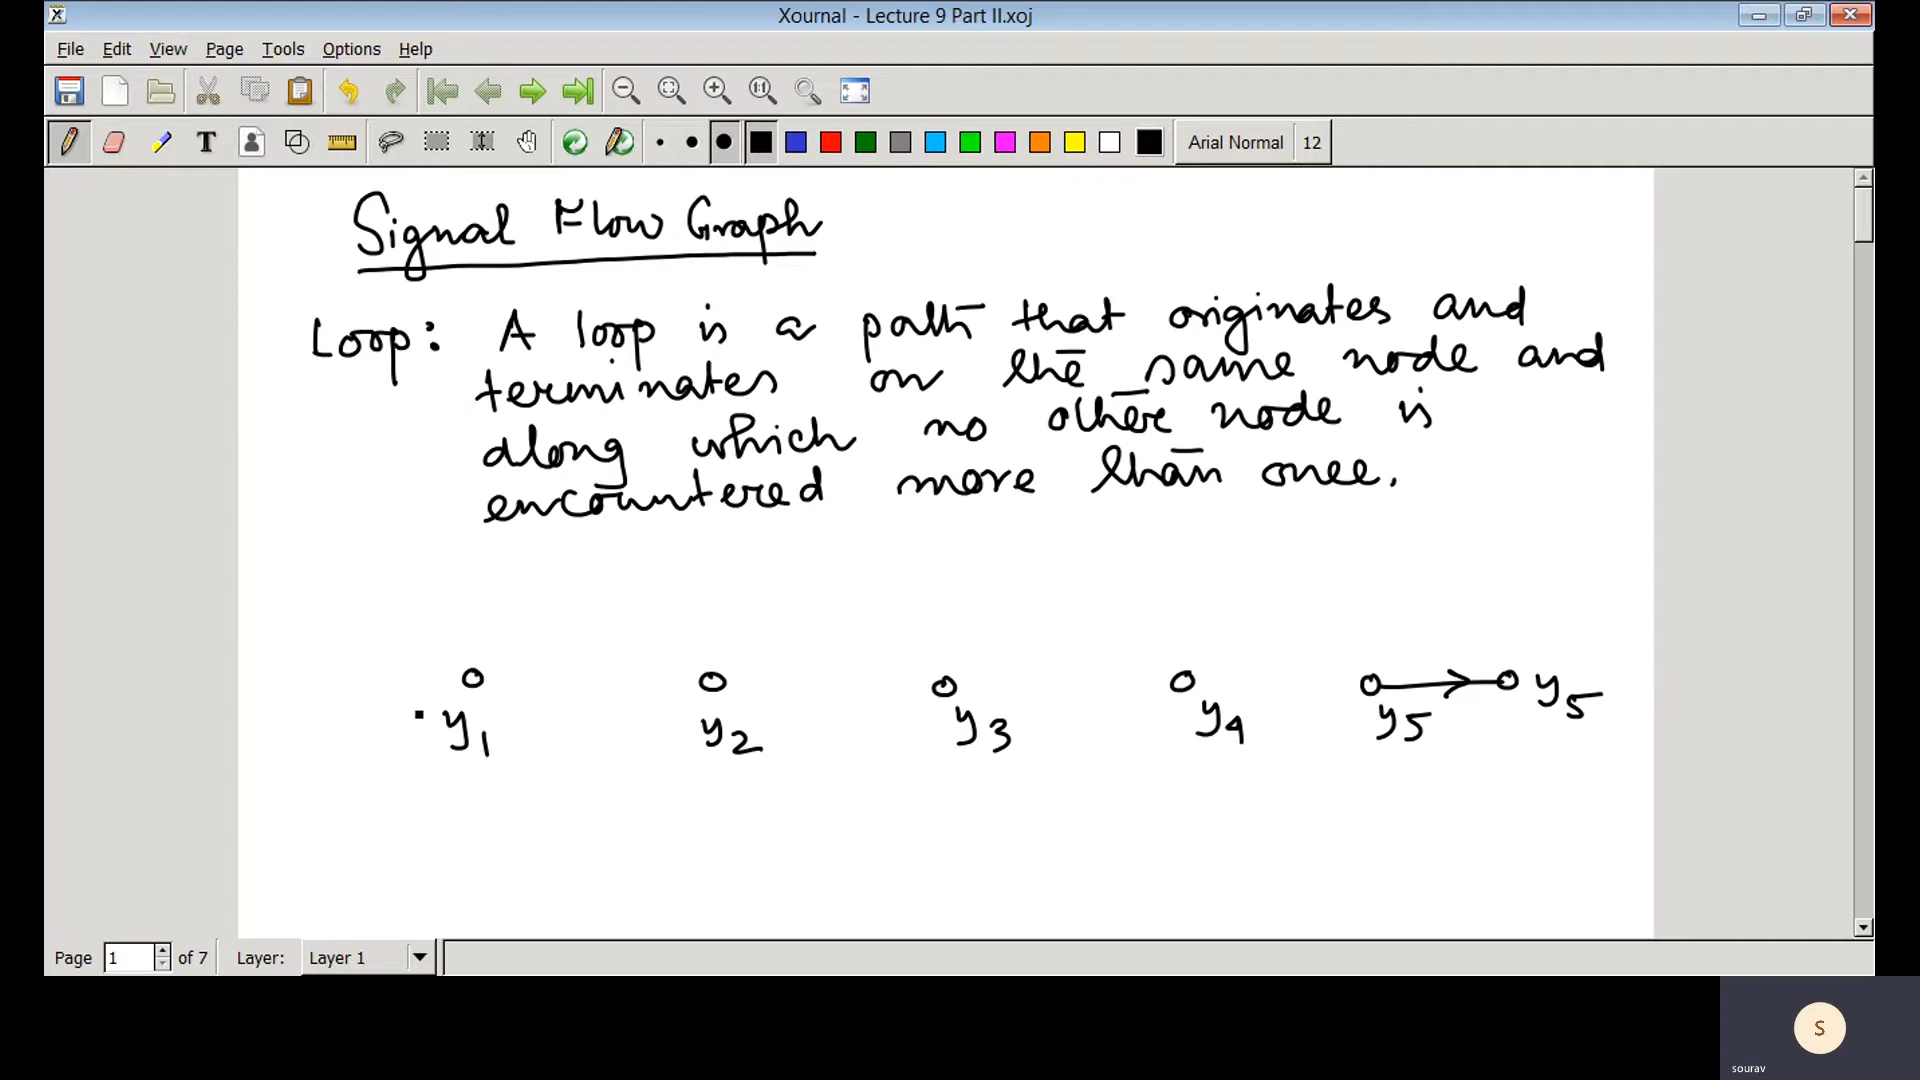 Xournal - Lecture 9 Part II.xoj
File Edit View Page Tools Options Help
T Arial Normal 12
Signal Flow Graph
Loop: A loop is a path that originates and
terminates on the same node and
along which no other node is
encountered more than once.
y5
y1 y2 y3 y4 y5
Page 1 of 7 Layer: Layer 1
S
sourav